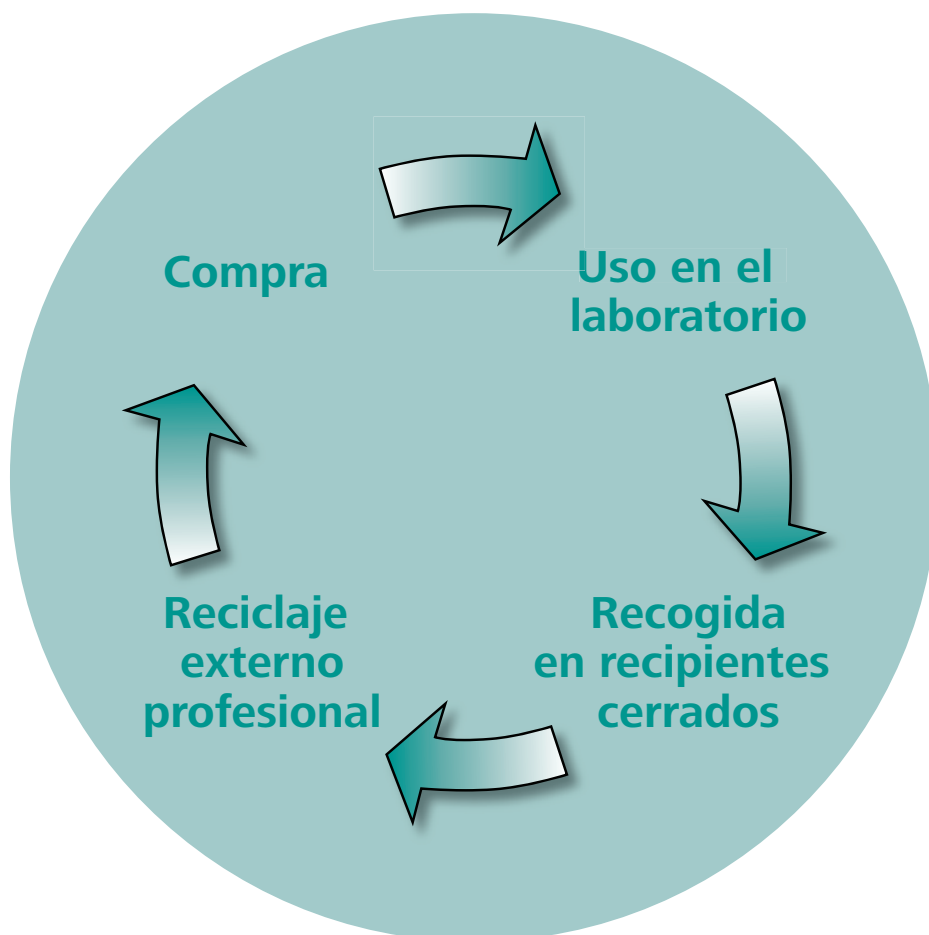 Compra
Uso en el
laboratorio
Recogida
en recipientes
cerrados
Reciclaje
externo
profesional